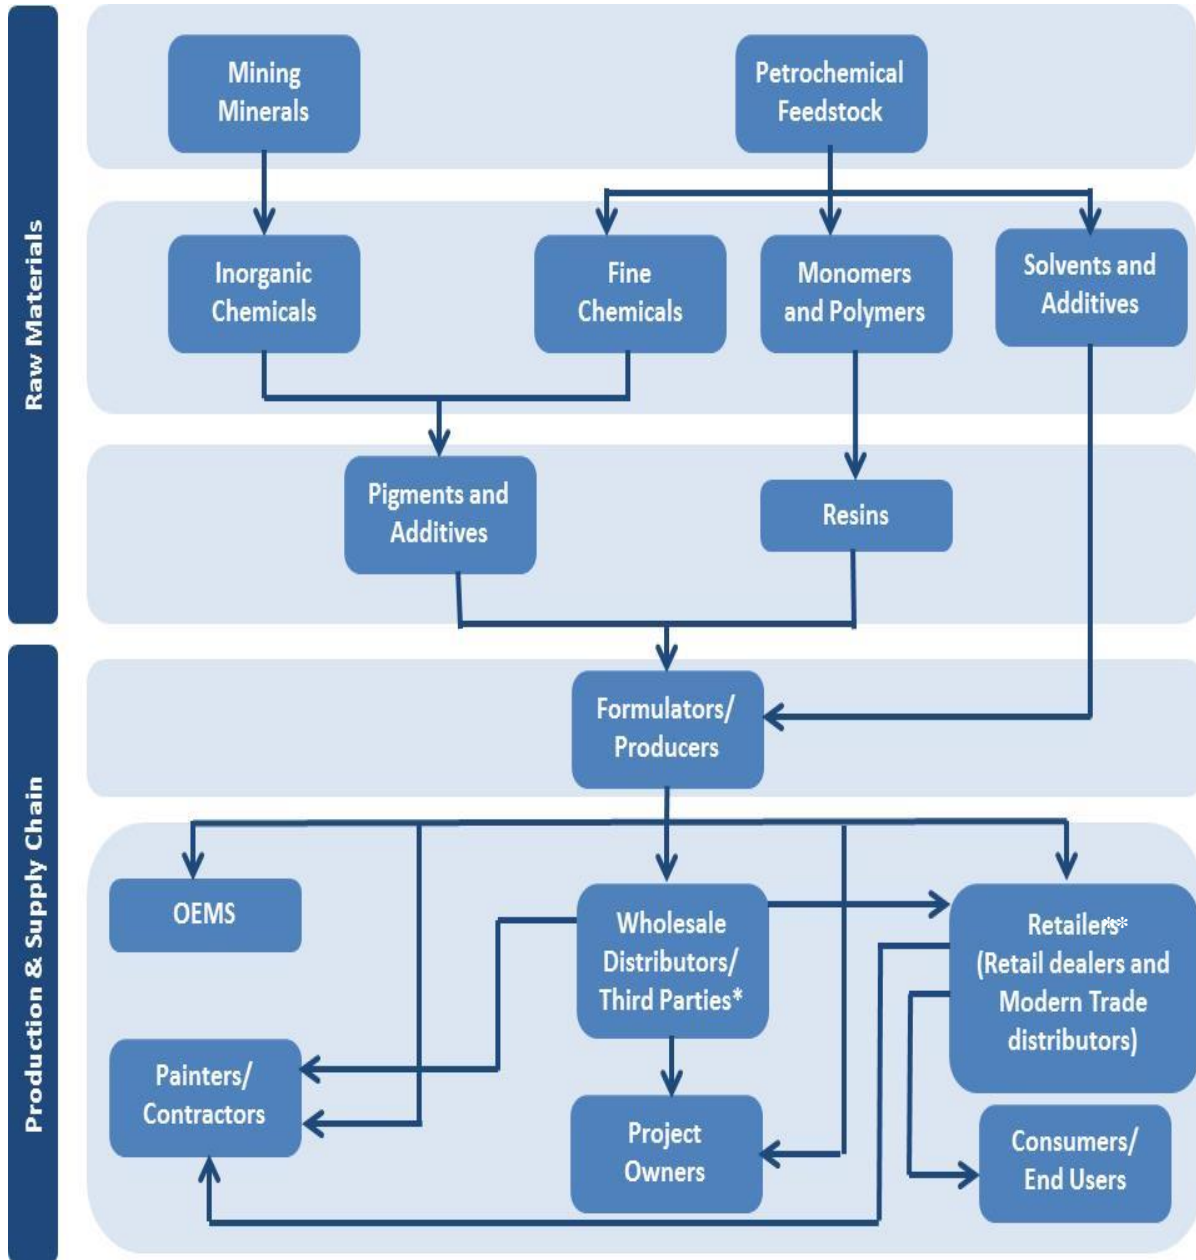 Raw Materials
Mining
Minerals
Petrochemical
Feedstock
Inorganic
Chemicals
Fine
Chemicals
Monomers
and Polymers
Solvents and
Additives
Pigments and
Additives
Resins
Production & Supply Chain
Formulators/
Producers
OEMS
Wholesale
Distributors/
Third Parties*
Retailers**
(Retail dealers and
Modern Trade
distributors)
Painters/
Contractors
Project
Owners
Consumers/
End Users